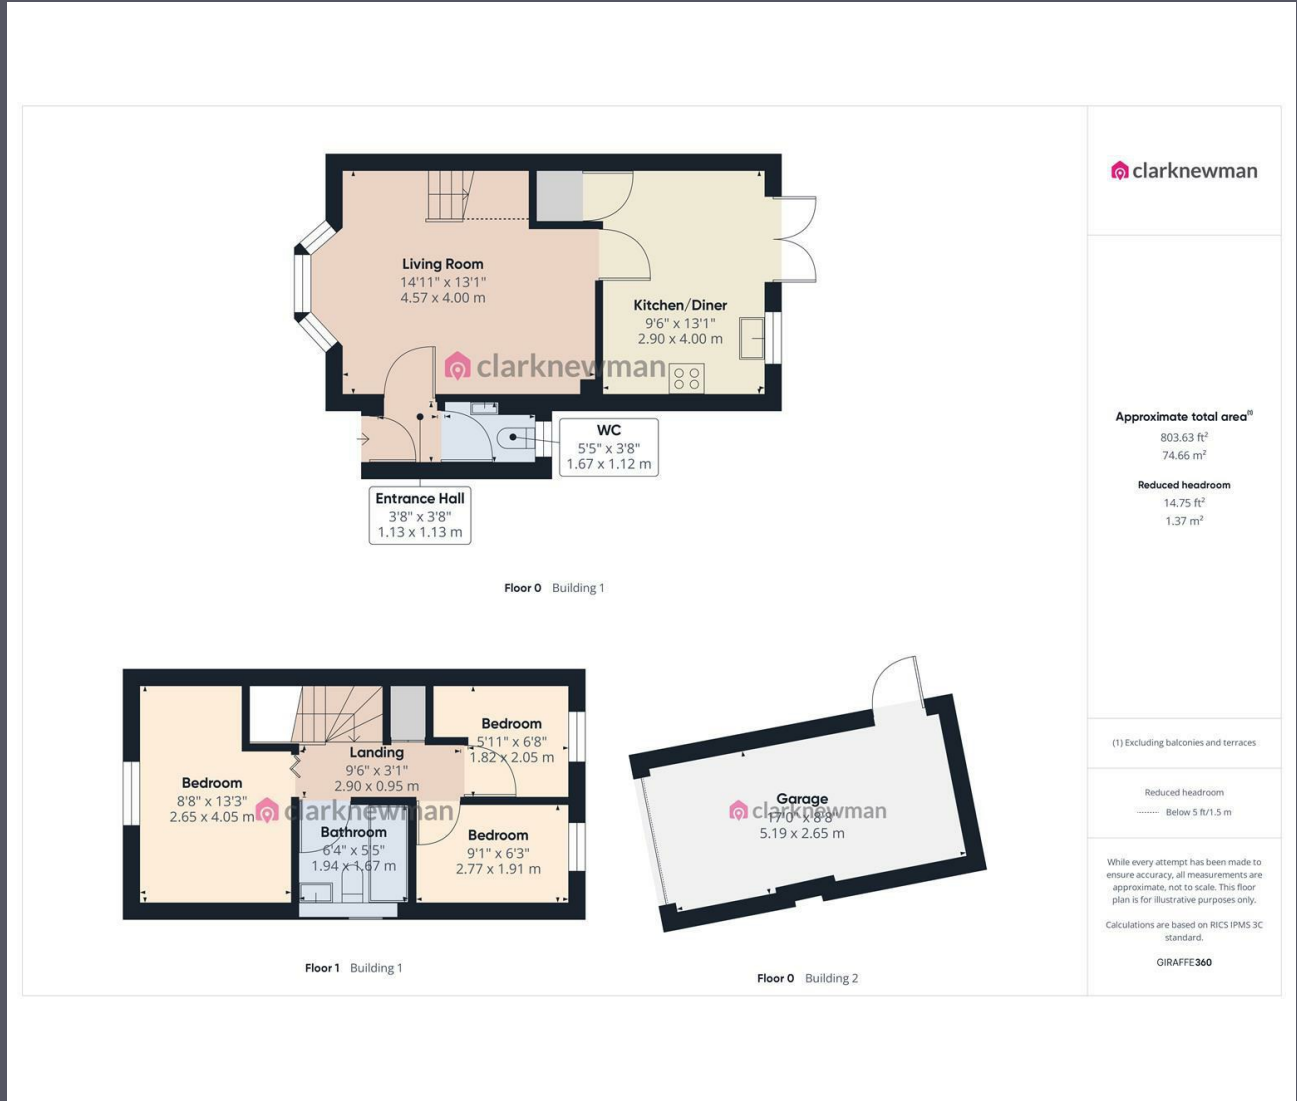 clarknewman
Living Room
14'11" x 13'1"
4.57 x 4.00 m
Kitchen/Diner
9'6" x 13'1"
2.90 x 4.00 m
clarknewman
WC
5'5" x 3'8"
1.67 x 1.12 m
Entrance Hall
3'8" x 3'8"
1.13 x 1.13 m
Floor 0 Building 1
Bedroom
5'11" x 6'8"
1.82 x 2.05 m
Landing
9'6" x 3'1"
2.90 x 0.95 m
Bedroom
8'8" x 13'3"
2.65 x 4.05 m
clarknewman
Bathroom
6'4" x 5'5"
1.94 x 1.67 m
Bedroom
9'1" x 6'3"
2.77 x 1.91 m
Floor 1 Building 1
Garage
clarknewman
17'0" x 8'8"
5.19 x 2.65 m
Floor 0 Building 2
Approximate total area(1)
803.63 ft²
74.66 m²
Reduced headroom
14.75 ft²
1.37 m²
(1) Excluding balconies and terraces
Reduced headroom
Below 5 ft/1.5 m
While every attempt has been made to
ensure accuracy, all measurements are
approximate, not to scale. This floor
plan is for illustrative purposes only.
Calculations are based on RICS IPMS 3C
standard.
GIRAFFE360